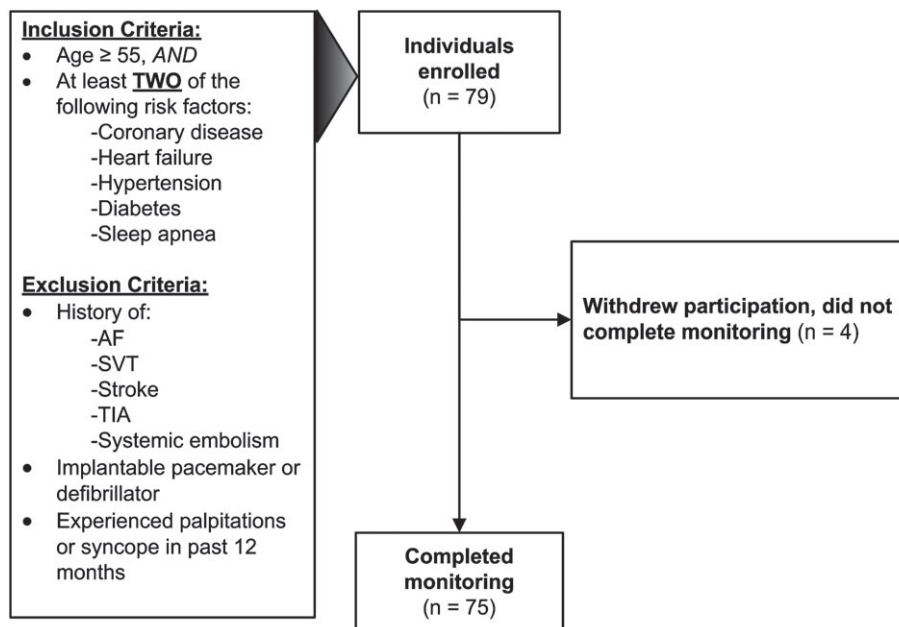 Inclusion Criteria:
• Age ≥ 55, AND
• At least TWO of the
following risk factors:
-Coronary disease
-Heart failure
-Hypertension
-Diabetes
-Sleep apnea
Exclusion Criteria:
• History of:
-AF
-SVT
-Stroke
-TIA
-Systemic embolism
• Implantable pacemaker or
defibrillator
• Experienced palpitations
or syncope in past 12
months
Individuals
enrolled
(n = 79)
Withdrew participation, did not
complete monitoring (n = 4)
Completed
monitoring
(n = 75)